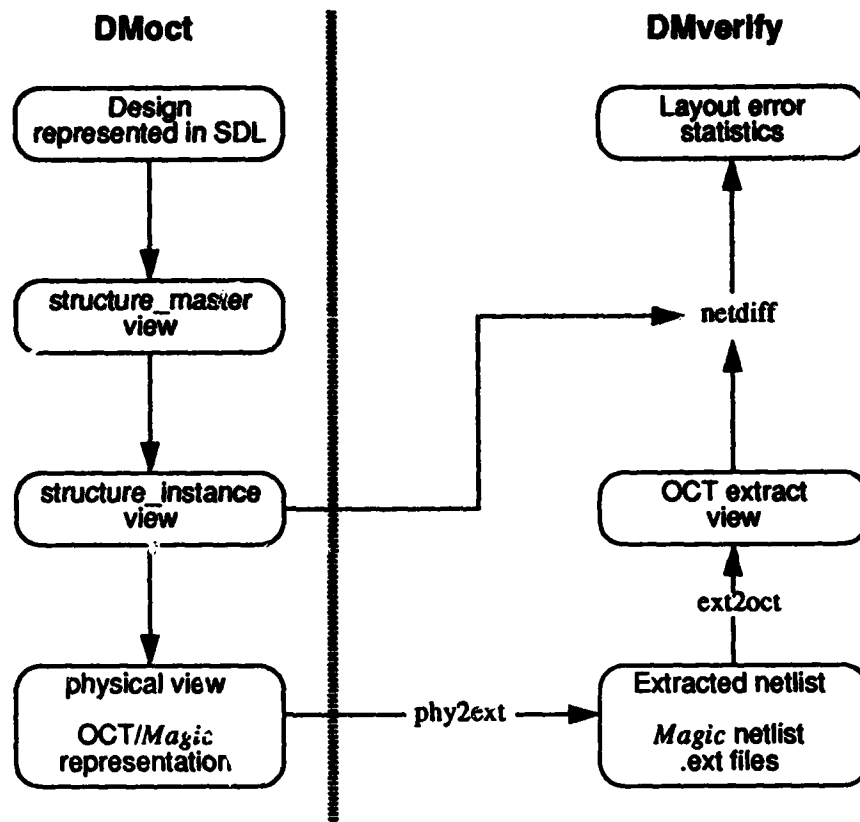 DMoct
DMverify
Design
represented in SDL
Layout error
statistics
structure_master
view
netdiff
structure_instance
view
OCT extract
view
ext2oct
physical view
OCT/Magic
representation
phy2ext
Extracted netlist
Magic netlist
.ext files